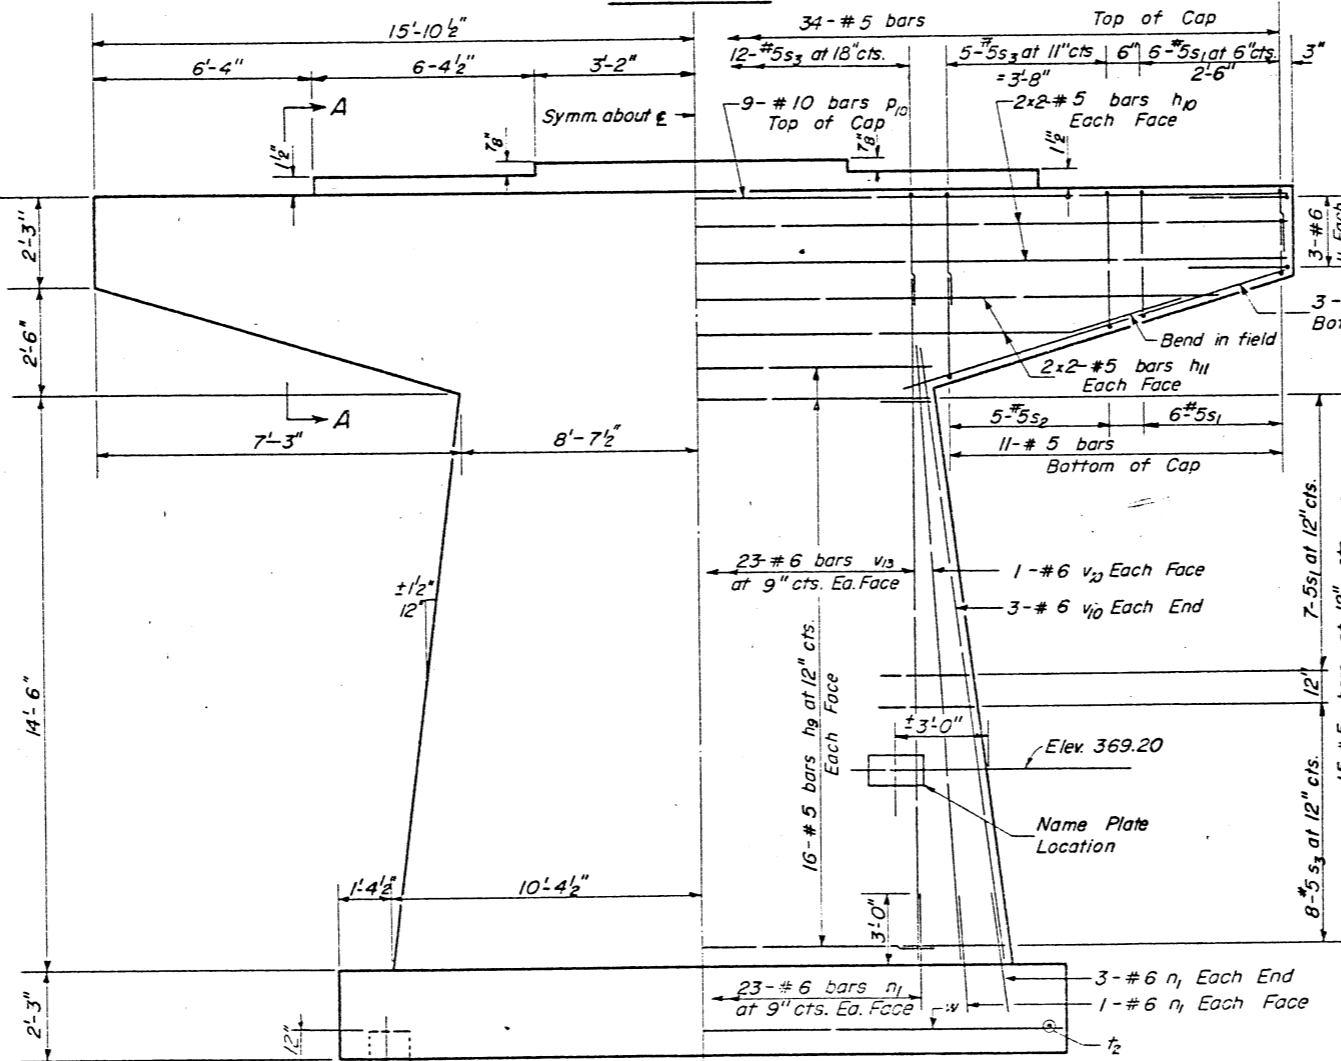 15'-10½"
34-#5 bars
Top of Cap
6'-4"
6'-4½"
3'-2"
12-#5s3 at 18"cts.
5-#5s3 at 11"cts.
= 3'-8"
6"
6-#5s1 at 6"cts.
2'-6"
3"
A
Symm. about ℄
9-#10 bars p10
Top of Cap
2x2-#5 bars h10
Each Face
1½"
⅞"
⅞"
1½"
2'-3"
3-#6
2'-6"
Bend in field
3-
2x2-#5 bars h11
Each Face
A
7'-3"
8'-7½"
5-#5s2
6#5s1
11-#5 bars
Bottom of Cap
23-#6 bars v13
at 9"cts. Ea. Face
1-#6 Each Face
3-#6 v10 Each End
±1½"
12"
7-5s1 at 12"cts.
14'-6"
16-#5 bars h9 at 12"cts.
Each Face
12"
±3'-0"
Elev. 369.20
Name Plate
Location
8-#5 s3 at 12"cts.
1'-4½"
10'-4½"
3'-0"
2'-3"
12"
23-#6 bars n1
at 9"cts. Ea. Face
3-#6 n1 Each End
1-#6 n1 Each Face
t2